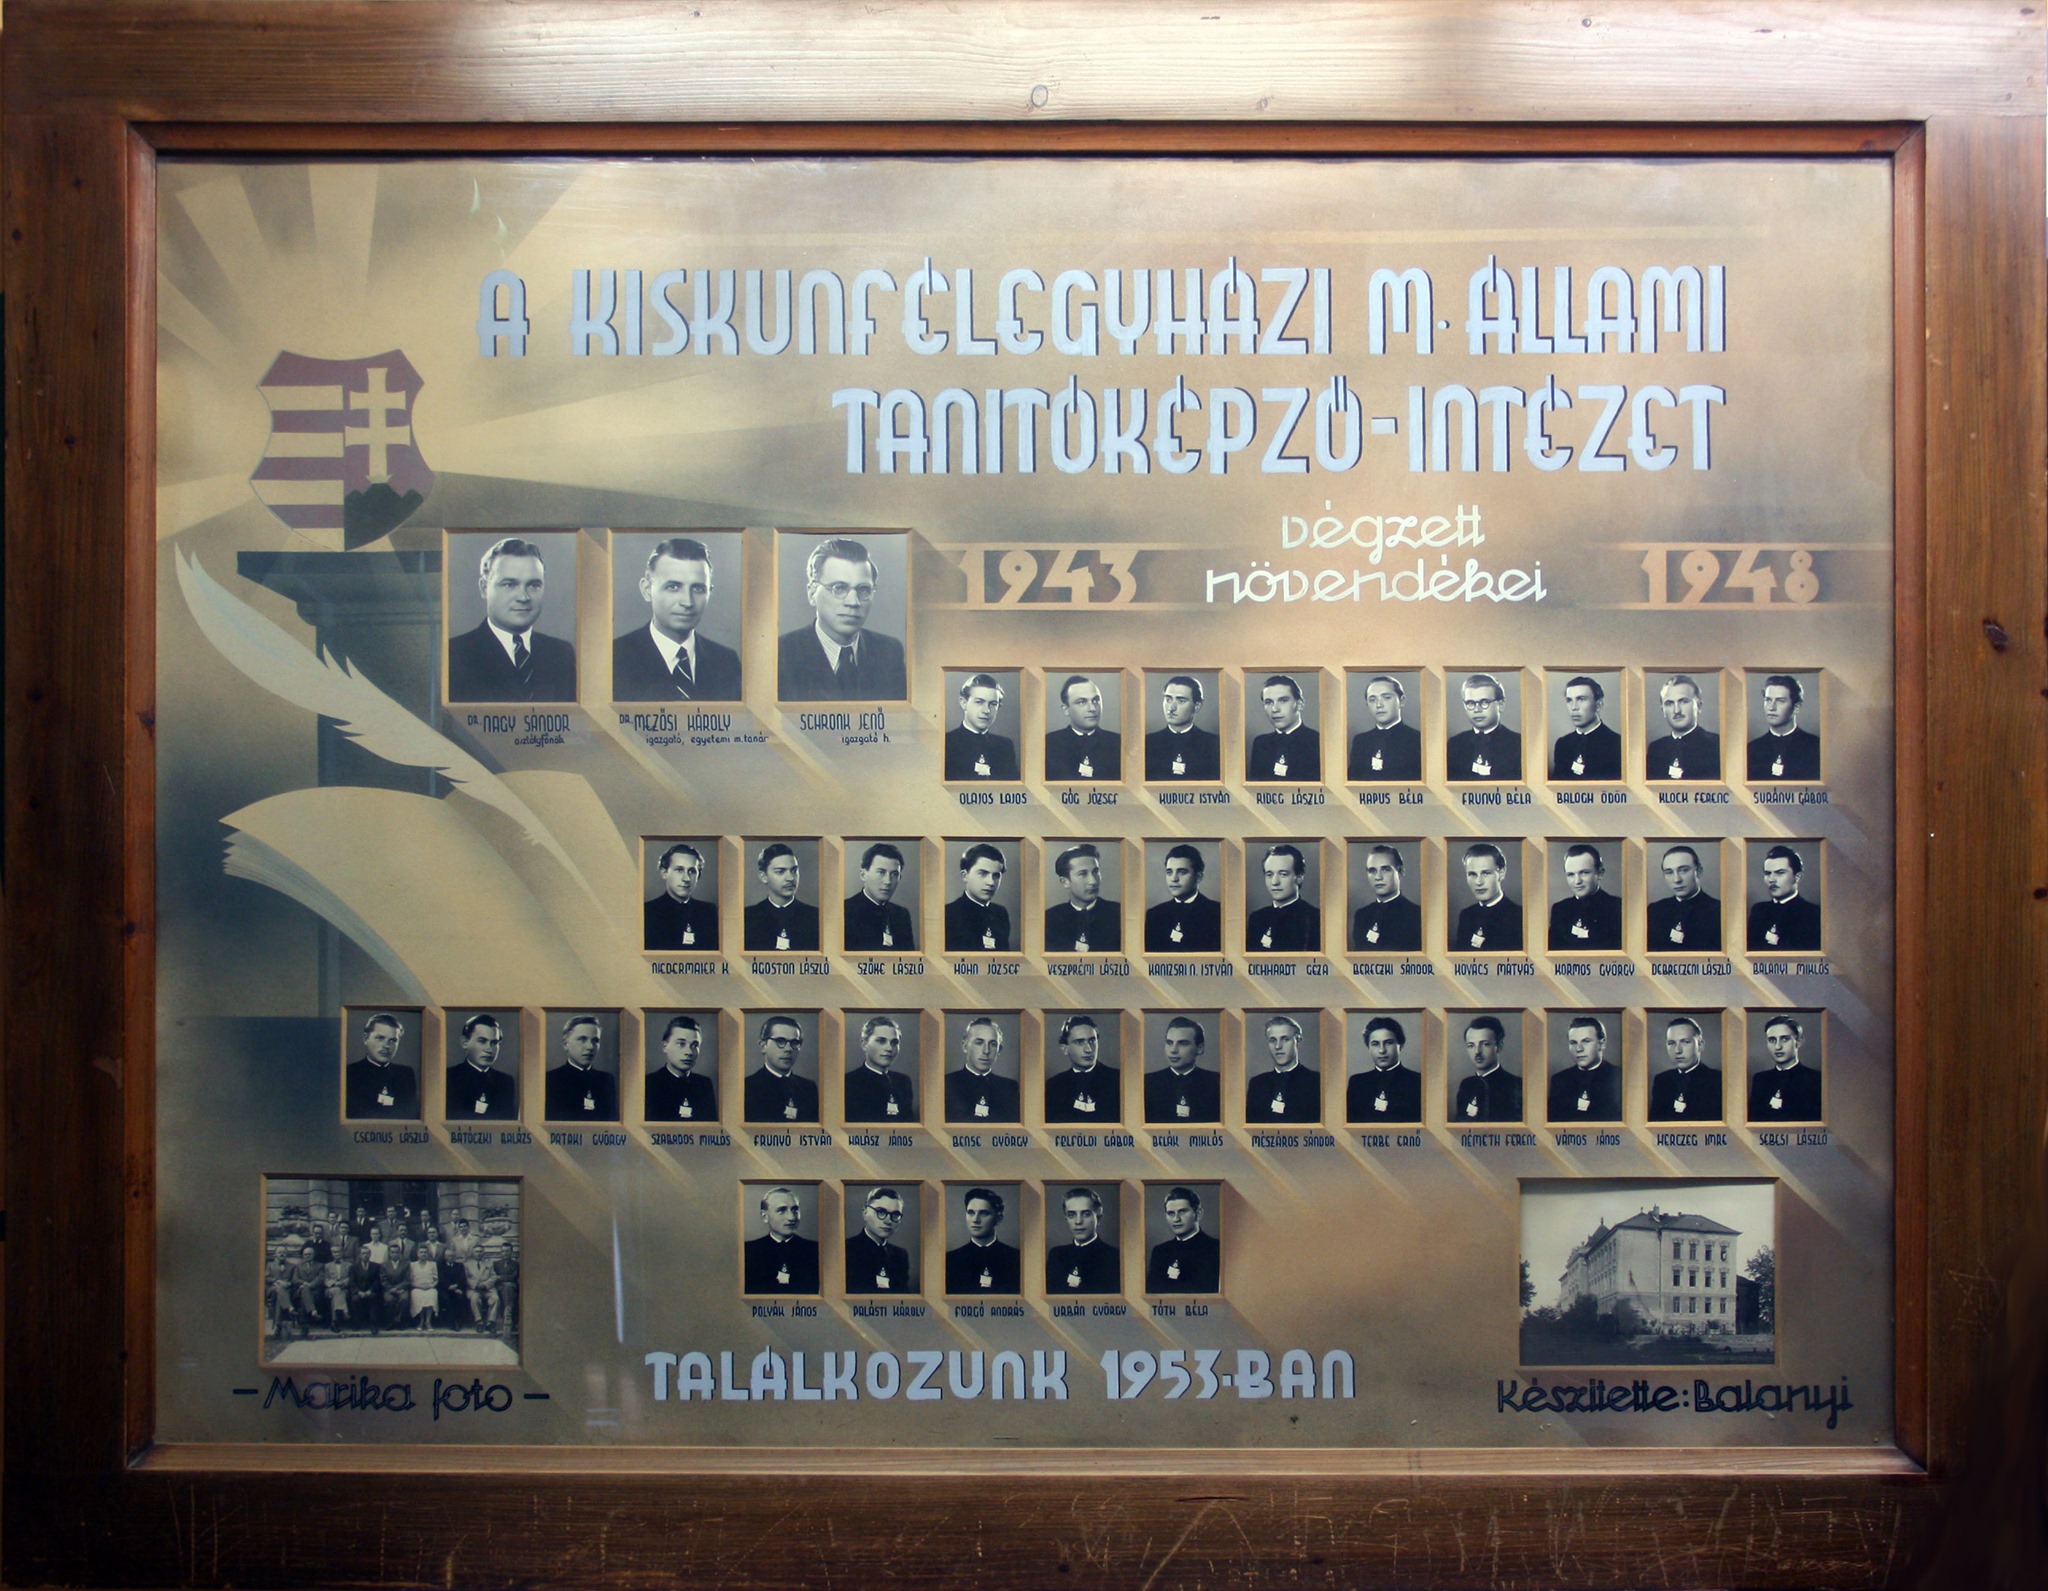 A KISKUNFÉLEGYHÁZI M. ÁLLAMI
TANITÓKÉPZŐ-INTÉZET
végzett
1943 növendékei 1948
DR. NAGY SÁNDOR
osztályfőnök
DR. MEZŐSI KÁROLY
igazgató, egyetemi m. tanár
SCHRONK JENŐ
igazgató h.
OLAJOS LAJOS GÓG JÓZSEF KURUCZ ISTVÁN RIDEG LÁSZLÓ KAPUS BÉLA FRUNYÓ BÉLA BALOGH ÖDÖN KLOCK FERENC SURÁNYI GÁBOR
NIEDERMAIER K ÁGOSTON LÁSZLÓ SZŐKE LÁSZLÓ HÖHN JÓZSEF VESZPRÉMI LÁSZLÓ KANIZSAI N. ISTVÁN EICHHARDT GÉZA BERECZKI SÁNDOR KOVÁCS MÁTYÁS KORMOS GYÖRGY DEBRECZENI LÁSZLÓ BALANYI MIKLÓS
CSERNUS LÁSZLÓ BÁTÓCZKI BALÁZS PATAKI GYÖRGY SZABADOS MIKLÓS FRUNYÓ ISTVÁN HALÁSZ JÁNOS BENSE GYÖRGY FELFÖLDI GÁBOR BELÁK MIKLÓS MÉSZÁROS SÁNDOR TERBE ERNŐ NÉMETH FERENC VÁMOS JÁNOS HERCZEG IMRE SEBESI LÁSZLÓ
POLYÁK JÁNOS PALÁSTI KÁROLY FORGÓ ANDRÁS URBÁN GYÖRGY TÓTH BÉLA
TALÁLKOZUNK 1953-BAN
- Marika foto -
Készitette: Balanyi